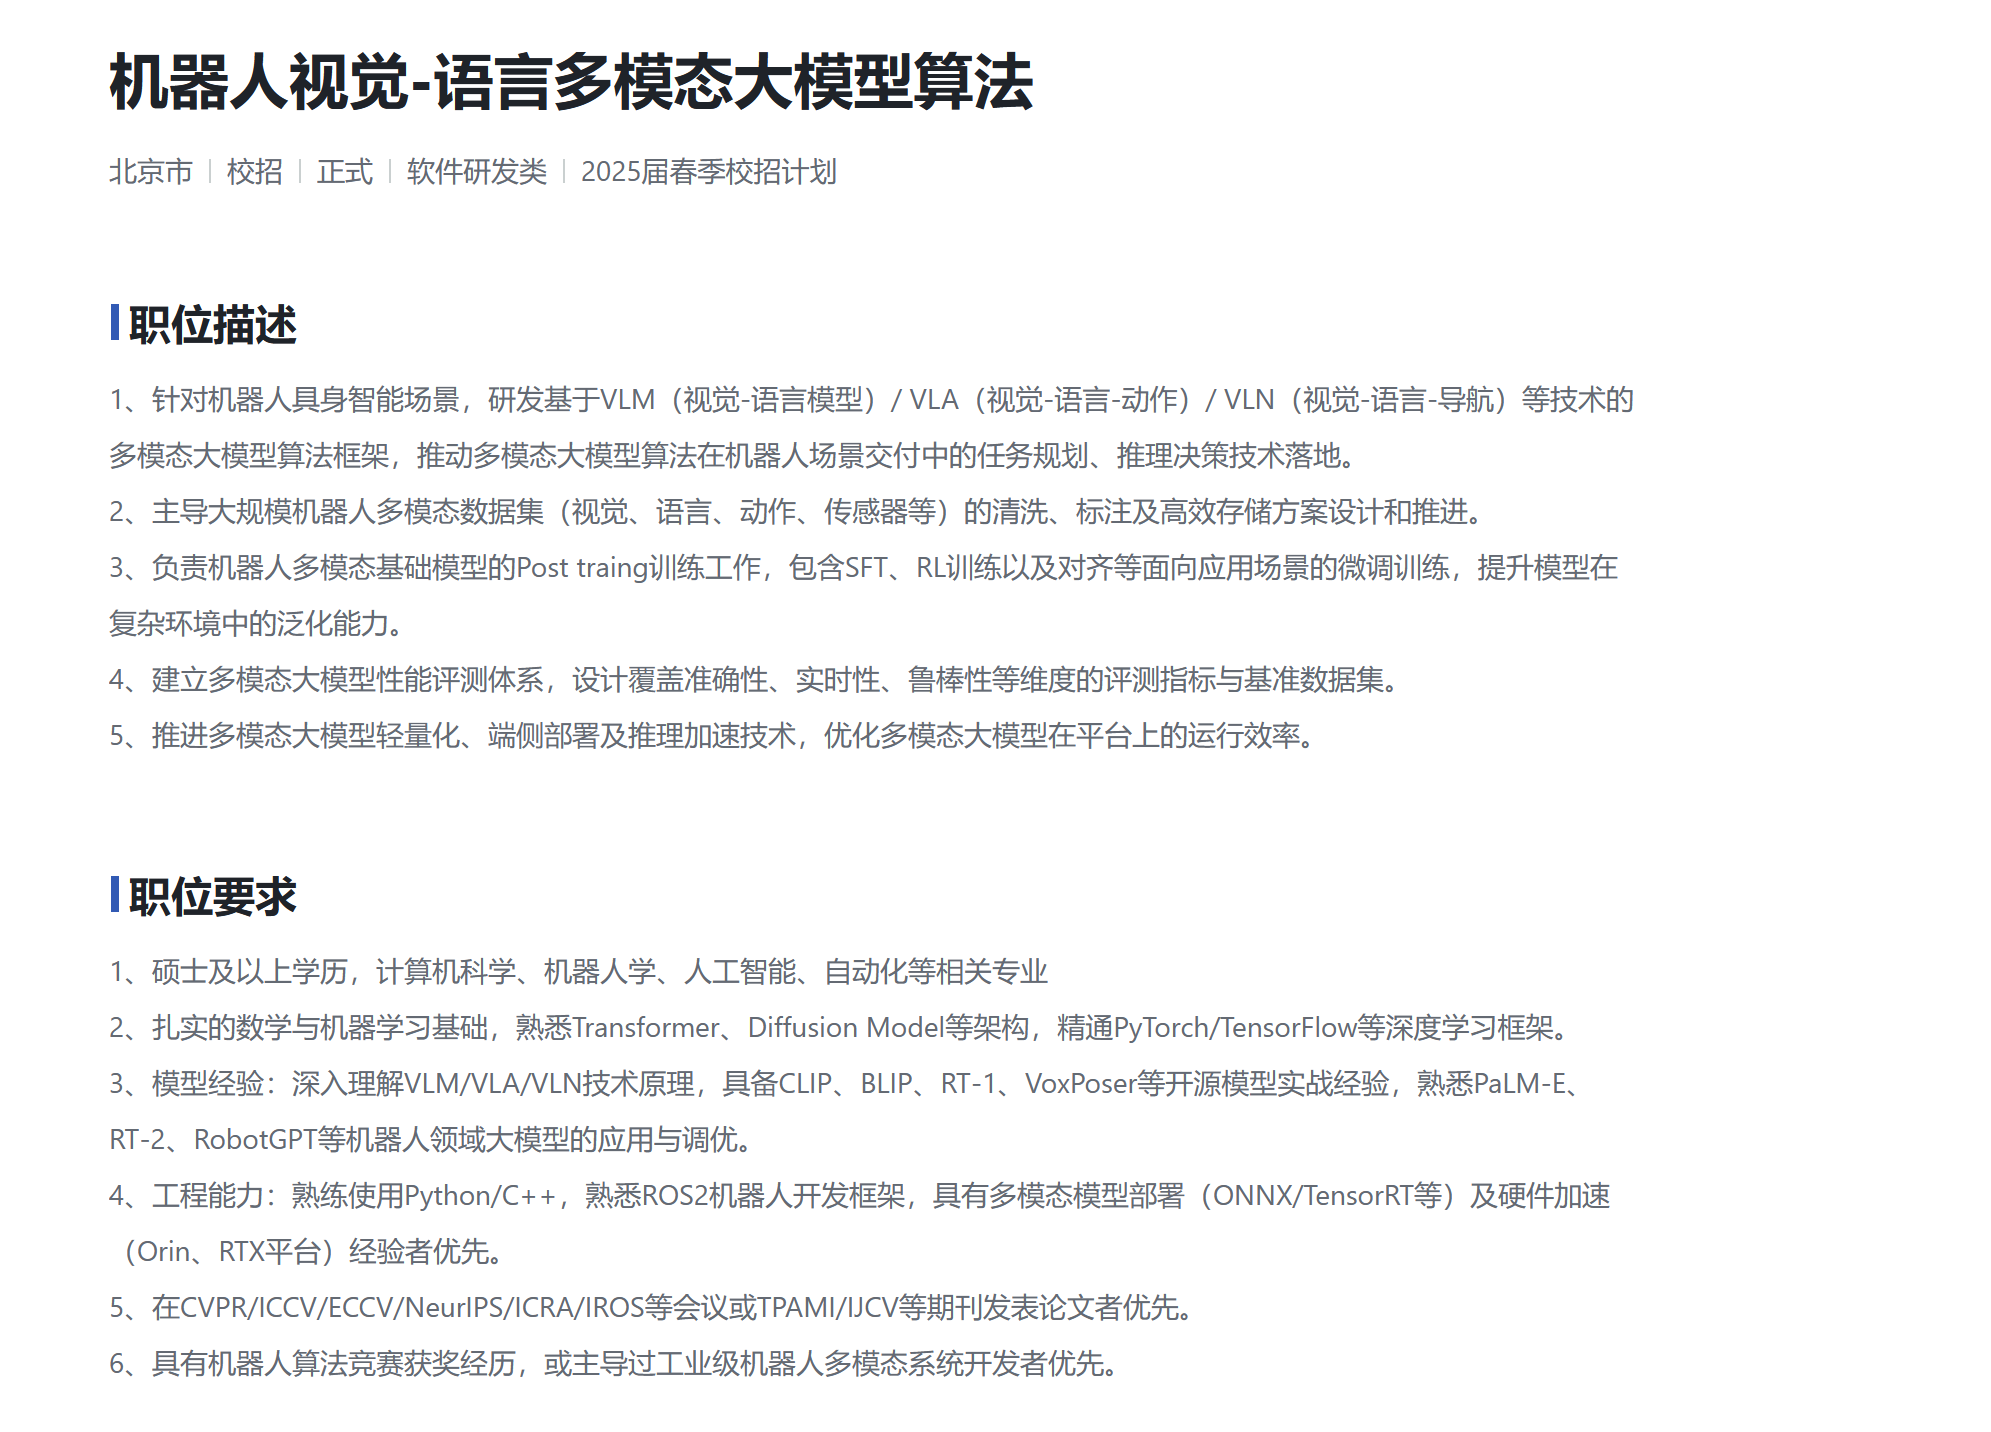 机器人视觉-语言多模态大模型算法
北京市 | 校招 | 正式 | 软件研发类 | 2025届春季校招计划
职位描述
1、针对机器人具身智能场景，研发基于VLM（视觉-语言模型）/ VLA（视觉-语言-动作）/ VLN（视觉-语言-导航）等技术的
多模态大模型算法框架，推动多模态大模型算法在机器人场景交付中的任务规划、推理决策技术落地。
2、主导大规模机器人多模态数据集（视觉、语言、动作、传感器等）的清洗、标注及高效存储方案设计和推进。
3、负责机器人多模态基础模型的Post traing训练工作，包含SFT、RL训练以及对齐等面向应用场景的微调训练，提升模型在
复杂环境中的泛化能力。
4、建立多模态大模型性能评测体系，设计覆盖准确性、实时性、鲁棒性等维度的评测指标与基准数据集。
5、推进多模态大模型轻量化、端侧部署及推理加速技术，优化多模态大模型在平台上的运行效率。
职位要求
1、硕士及以上学历，计算机科学、机器人学、人工智能、自动化等相关专业
2、扎实的数学与机器学习基础，熟悉Transformer、Diffusion Model等架构，精通PyTorch/TensorFlow等深度学习框架。
3、模型经验：深入理解VLM/VLA/VLN技术原理，具备CLIP、BLIP、RT-1、VoxPoser等开源模型实战经验，熟悉PaLM-E、
RT-2、RobotGPT等机器人领域大模型的应用与调优。
4、工程能力：熟练使用Python/C++，熟悉ROS2机器人开发框架，具有多模态模型部署（ONNX/TensorRT等）及硬件加速
（Orin、RTX平台）经验者优先。
5、在CVPR/ICCV/ECCV/NeurIPS/ICRA/IROS等会议或TPAMI/IJCV等期刊发表论文者优先。
6、具有机器人算法竞赛获奖经历，或主导过工业级机器人多模态系统开发者优先。